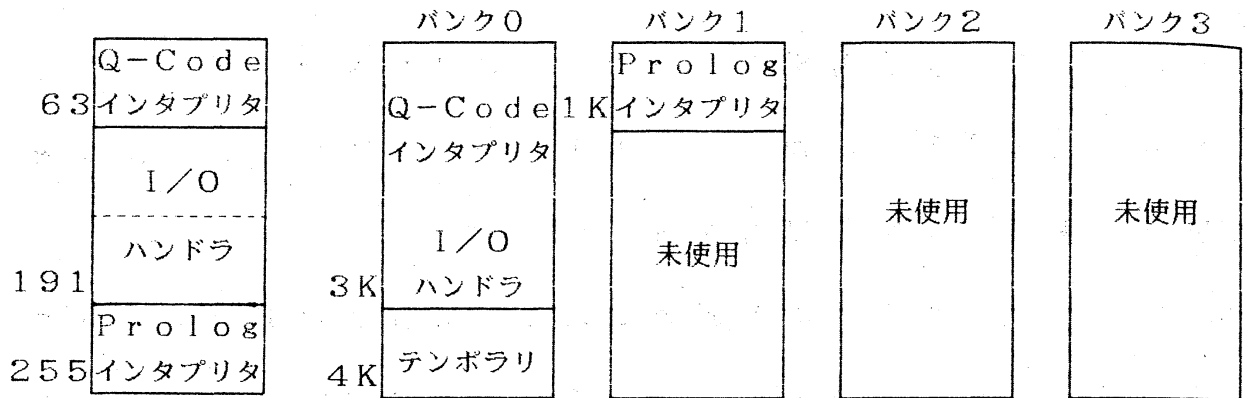 バンク0 バンク1 バンク2 バンク3
Q-Code
63 インタプリタ
I/O
ハンドラ
191
Prolog
255 インタプリタ
Q-Code
インタプリタ
I/O
3K ハンドラ
4K テンポラリ
Prolog
1K インタプリタ
未使用
未使用
未使用